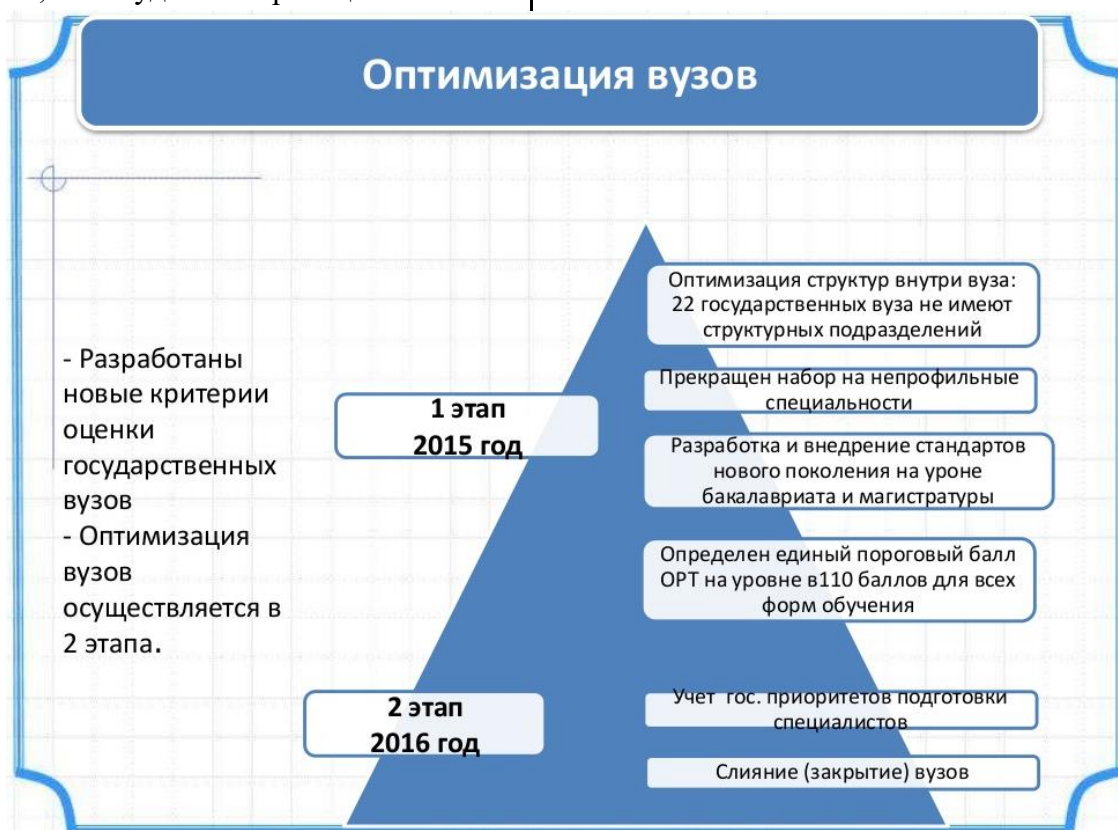 Оптимизация вузов
- Разработаны
новые критерии
оценки
государственных
вузов
- Оптимизация
вузов
осуществляется в
2 этапа.
1 этап
2015 год
Оптимизация структур внутри вуза:
22 государственных вуза не имеют
структурных подразделений
Прекращен набор на непрофильные
специальности
Разработка и внедрение стандартов
нового поколения на уроне
бакалавриата и магистратуры
Определен единый пороговый балл
ОРТ на уровне в110 баллов для всех
форм обучения
2 этап
2016 год
Учет гос. приоритетов подготовки
специалистов
Слияние (закрытие) вузов